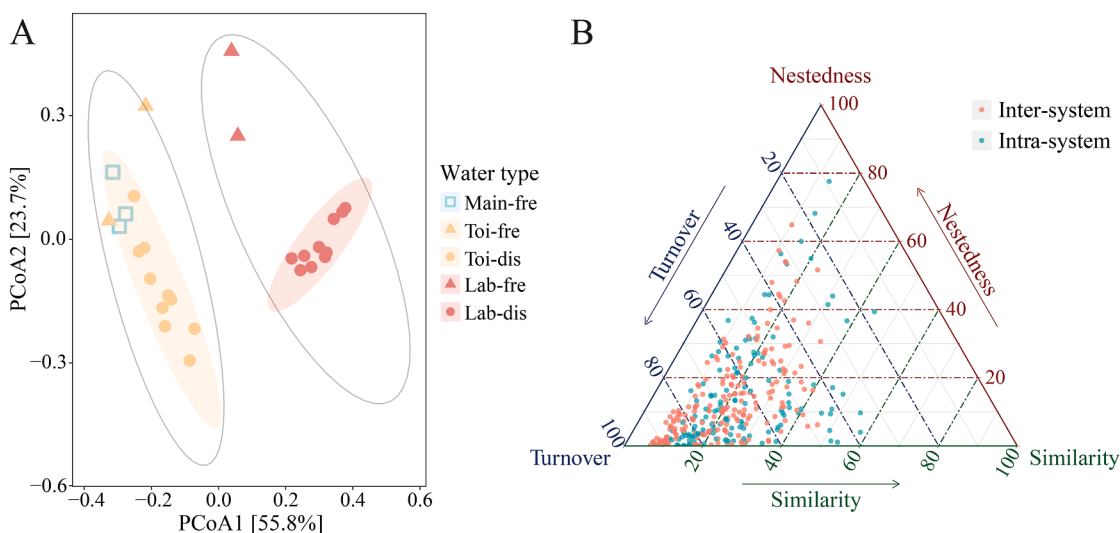 A
PCoA2 [23.7%]
0.3
0.0
−0.3
−0.6
−0.4
−0.2
0.0
0.2
0.4
0.6
PCoA1 [55.8%]
Water type
Main-fre
Toi-fre
Toi-dis
Lab-fre
Lab-dis
B
Nestedness
Inter-system
Intra-system
100
80
60
40
20
Nestedness
20
40
60
80
100
Turnover
Turnover
20
40
60
80
100
Similarity
Similarity